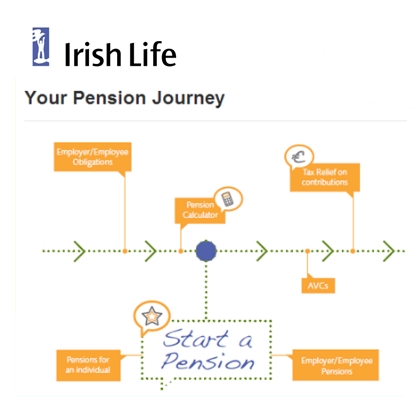 Irish Life
Your Pension Journey
Employer/Employee
Obligations
Tax Relief on
contributions
Pension
Calculator
AVCs
Start a
Pension
Pensions for
an individual
Employer/Employee
Pensions